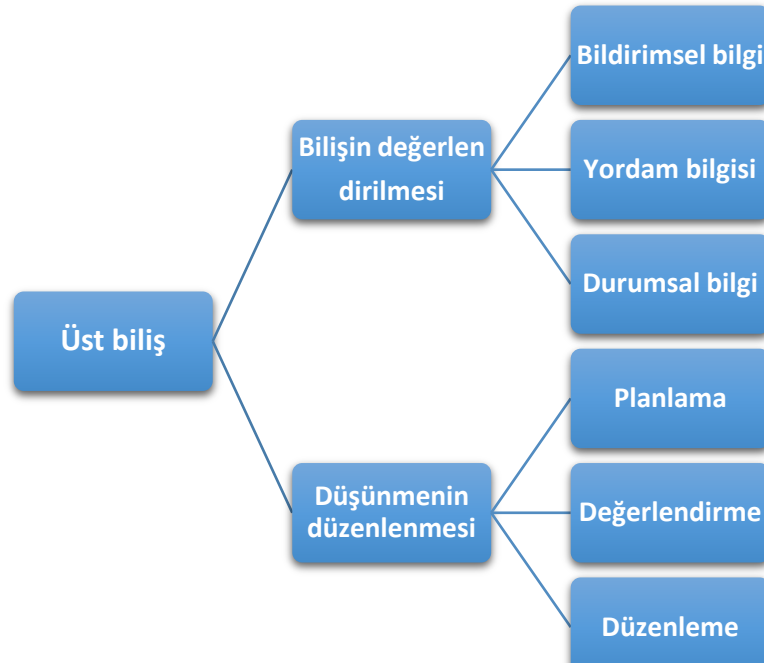 Üst biliş
Bilişin değerlen
dirilmesi
Düşünmenin
düzenlenmesi
Bildirimsel bilgi
Yordam bilgisi
Durumsal bilgi
Planlama
Değerlendirme
Düzenleme